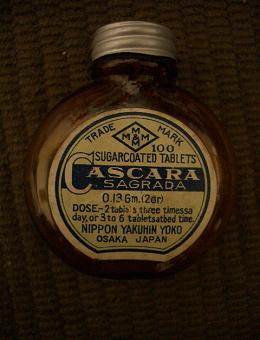 TRADE MARK
M
M & M
M
100
SUGARCOATED TABLETS
CASCARA
SAGRADA
0.13 Gm. (2gr)
DOSE-2 tablets three timessa
day, or 3 to 6 tabletsatbed time.
NIPPON YAKUHIN YOKO
OSAKA JAPAN